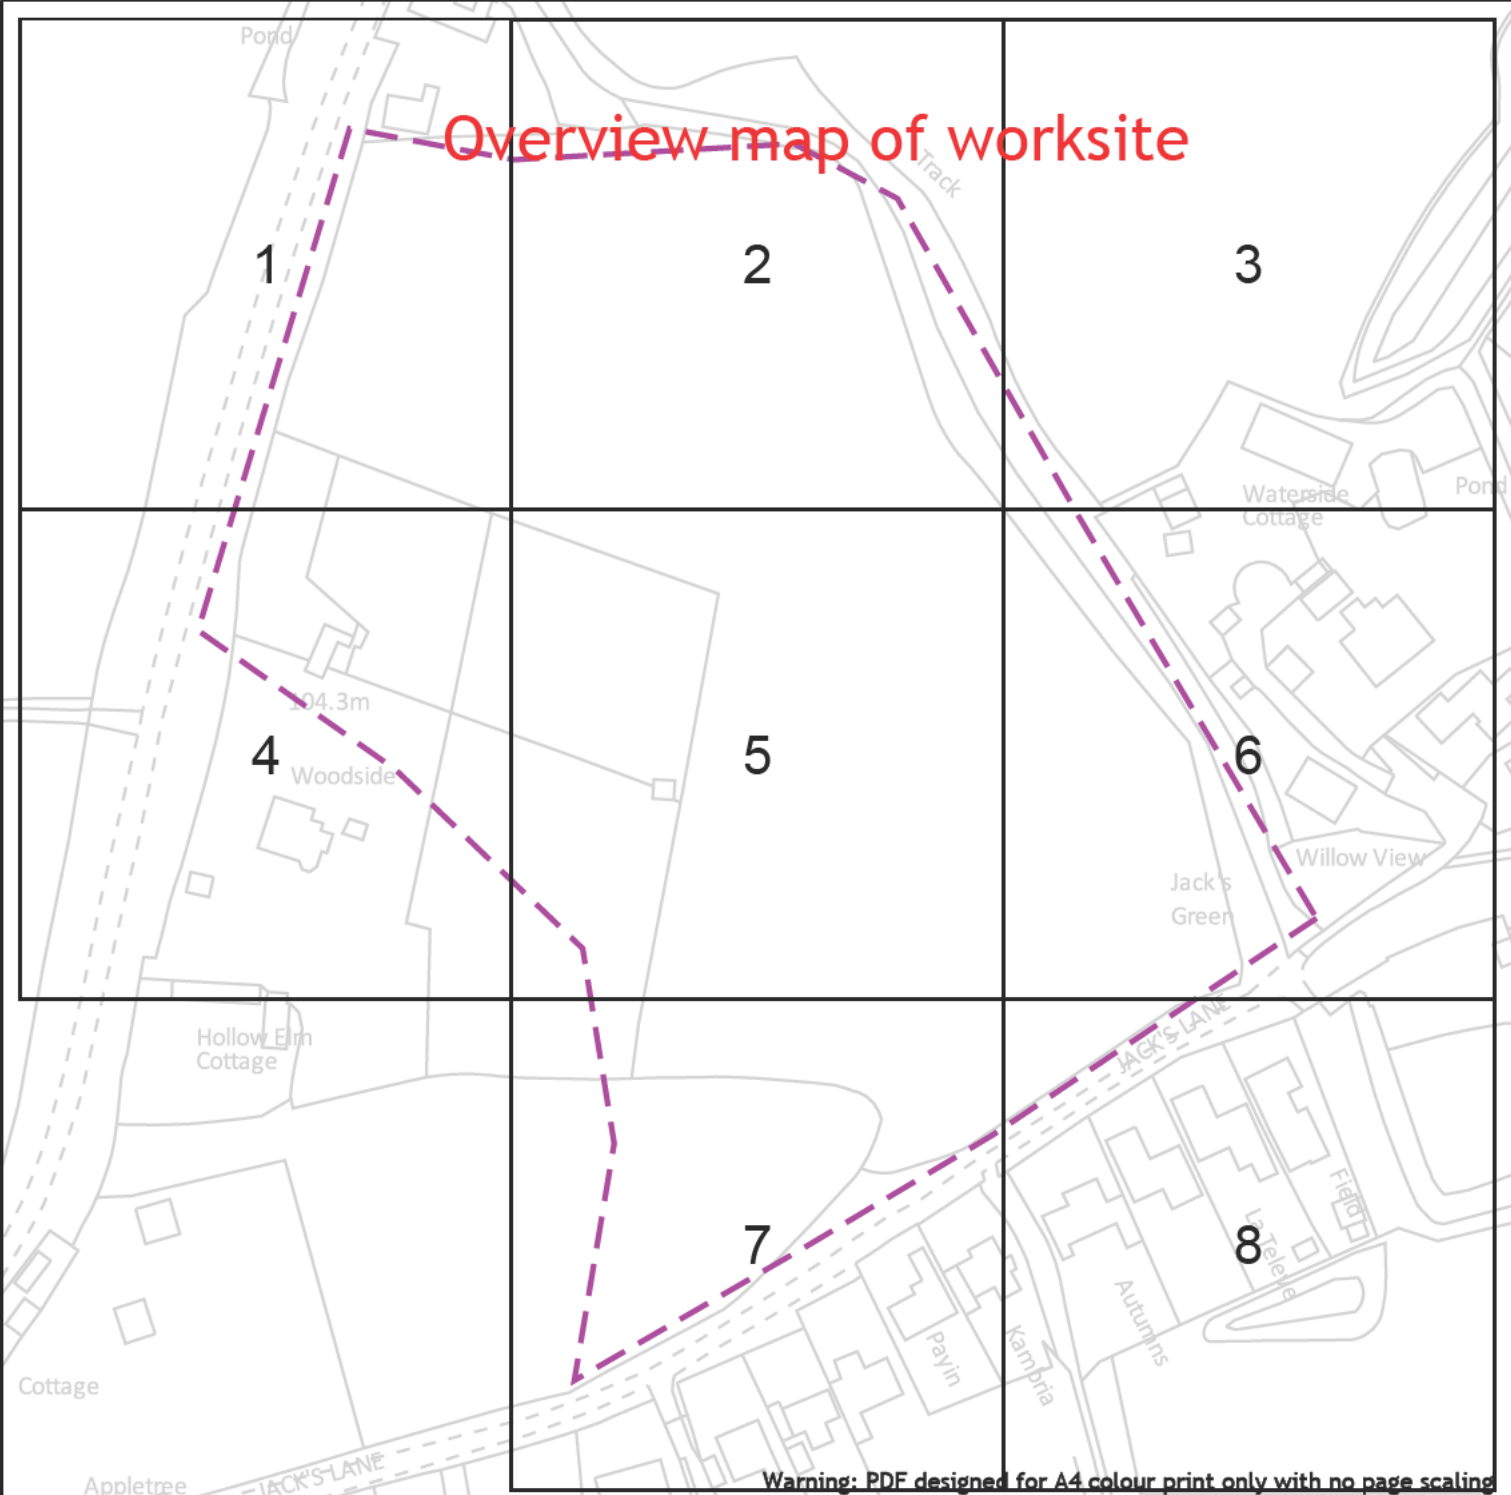 Pond
Overview map of worksite
Track
1
2
3
Waterside
Cottage
Pond
104.3m
4
Woodside
5
6
Willow View
Jack's
Green
Hollow Elm
Cottage
JACK'S LANE
7
8
Field
La Televe
Autumns
Payin
Kambria
Cottage
JACK'S LANE
Appletree
Warning: PDF designed for A4 colour print only with no page scaling